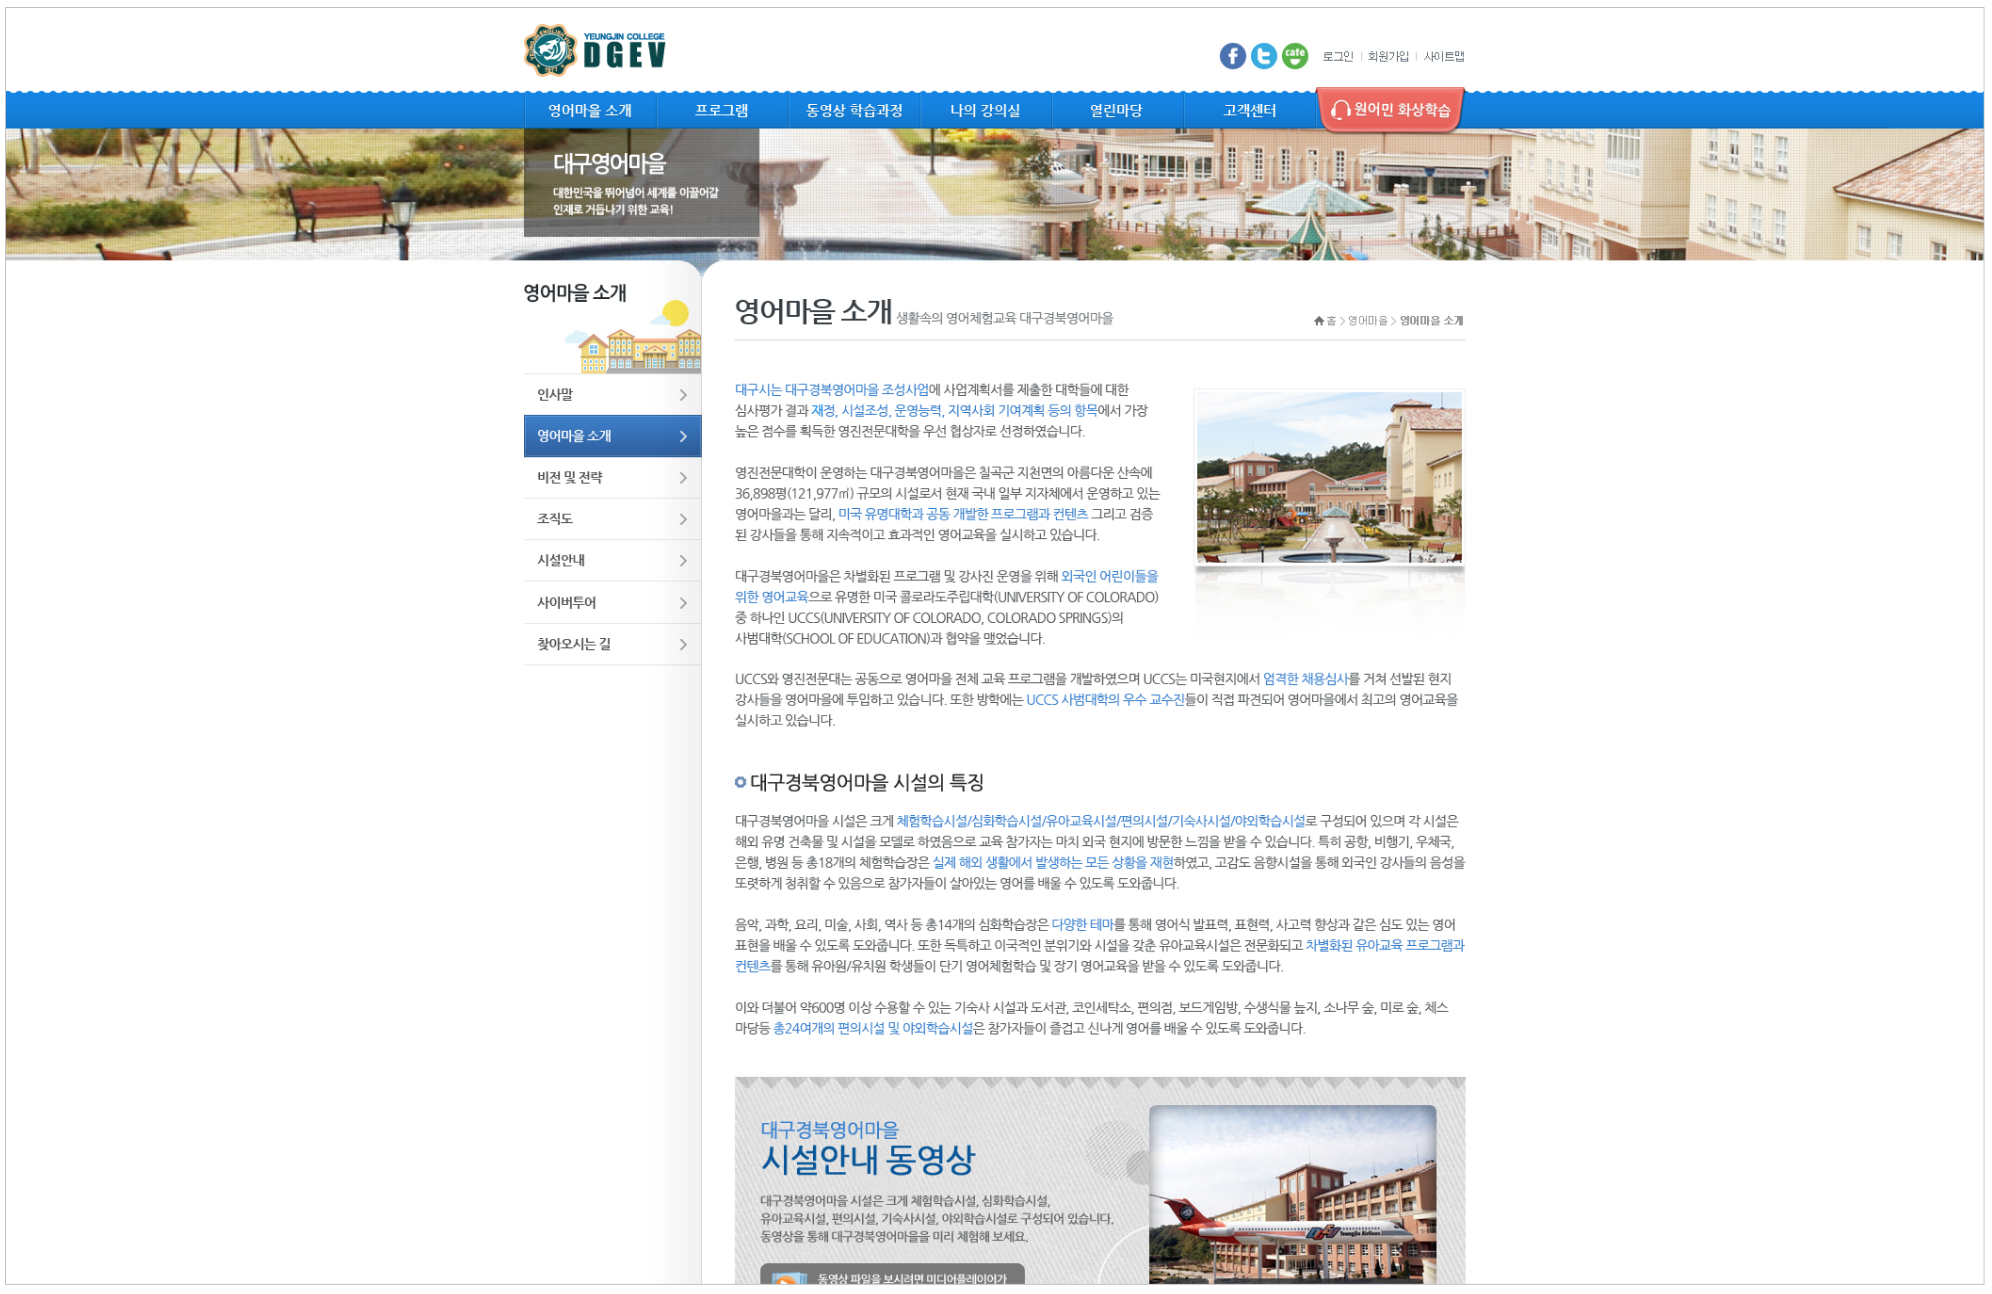 YEUNGJIN COLLEGE
DGEV
cafe
로그인 | 회원가입 | 사이트맵
영어마을 소개
프로그램
동영상 학습과정
나의 강의실
열린마당
고객센터
원어민 화상학습
대구영어마을
대한민국을 뛰어넘어 세계를 이끌어갈
인재로 거듭나기 위한 교육!
영어마을 소개
인사말
영어마을 소개
비전 및 전략
조직도
시설안내
사이버투어
찾아오시는 길
영어마을 소개 생활속의 영어체험교육 대구경북영어마을
홈 > 영어마을 > 영어마을 소개
대구시는 대구경북영어마을 조성사업에 사업계획서를 제출한 대학들에 대한
심사평가 결과 재정, 시설조성, 운영능력, 지역사회 기여계획 등의 항목에서 가장
높은 점수를 획득한 영진전문대학을 우선 협상자로 선정하였습니다.
영진전문대학이 운영하는 대구경북영어마을은 칠곡군 지천면의 아름다운 산속에
36,898평(121,977㎡) 규모의 시설로서 현재 국내 일부 지자체에서 운영하고 있는
영어마을과는 달리, 미국 유명대학과 공동 개발한 프로그램과 컨텐츠 그리고 검증
된 강사들을 통해 지속적이고 효과적인 영어교육을 실시하고 있습니다.
대구경북영어마을은 차별화된 프로그램 및 강사진 운영을 위해 외국인 어린이들을
위한 영어교육으로 유명한 미국 콜로라도주립대학(UNIVERSITY OF COLORADO)
중 하나인 UCCS(UNIVERSITY OF COLORADO, COLORADO SPRINGS)의
사범대학(SCHOOL OF EDUCATION)과 협약을 맺었습니다.
UCCS와 영진전문대는 공동으로 영어마을 전체 교육 프로그램을 개발하였으며 UCCS는 미국현지에서 엄격한 채용심사를 거쳐 선발된 현지
강사들을 영어마을에 투입하고 있습니다. 또한 방학에는 UCCS 사범대학의 우수 교수진들이 직접 파견되어 영어마을에서 최고의 영어교육을
실시하고 있습니다.
대구경북영어마을 시설의 특징
대구경북영어마을 시설은 크게 체험학습시설/심화학습시설/유아교육시설/편의시설/기숙사시설/야외학습시설로 구성되어 있으며 각 시설은
해외 유명 건축물 및 시설을 모델로 하였음으로 교육 참가자는 마치 외국 현지에 방문한 느낌을 받을 수 있습니다. 특히 공항, 비행기, 우체국,
은행, 병원 등 총18개의 체험학습장은 실제 해외 생활에서 발생하는 모든 상황을 재현하였고, 고감도 음향시설을 통해 외국인 강사들의 음성을
또렷하게 청취할 수 있음으로 참가자들이 살아있는 영어를 배울 수 있도록 도와줍니다.
음악, 과학, 요리, 미술, 사회, 역사 등 총14개의 심화학습장은 다양한 테마를 통해 영어식 발표력, 표현력, 사고력 향상과 같은 심도 있는 영어
표현을 배울 수 있도록 도와줍니다. 또한 독특하고 이국적인 분위기와 시설을 갖춘 유아교육시설은 전문화되고 차별화된 유아교육 프로그램과
컨텐츠를 통해 유아원/유치원 학생들이 단기 영어체험학습 및 장기 영어교육을 받을 수 있도록 도와줍니다.
이와 더불어 약600명 이상 수용할 수 있는 기숙사 시설과 도서관, 코인세탁소, 편의점, 보드게임방, 수생식물 늪지, 소나무 숲, 미로 숲, 체스
마당등 총24여개의 편의시설 및 야외학습시설은 참가자들이 즐겁고 신나게 영어를 배울 수 있도록 도와줍니다.
대구경북영어마을
시설안내 동영상
대구경북영어마을 시설은 크게 체험학습시설, 심화학습시설,
유아교육시설, 편의시설, 기숙사시설, 야외학습시설로 구성되어 있습니다.
동영상을 통해 대구경북영어마을을 미리 체험해 보세요.
Yeungjin Airlines
동영상 파일을 보시려면 미디어플레이어가